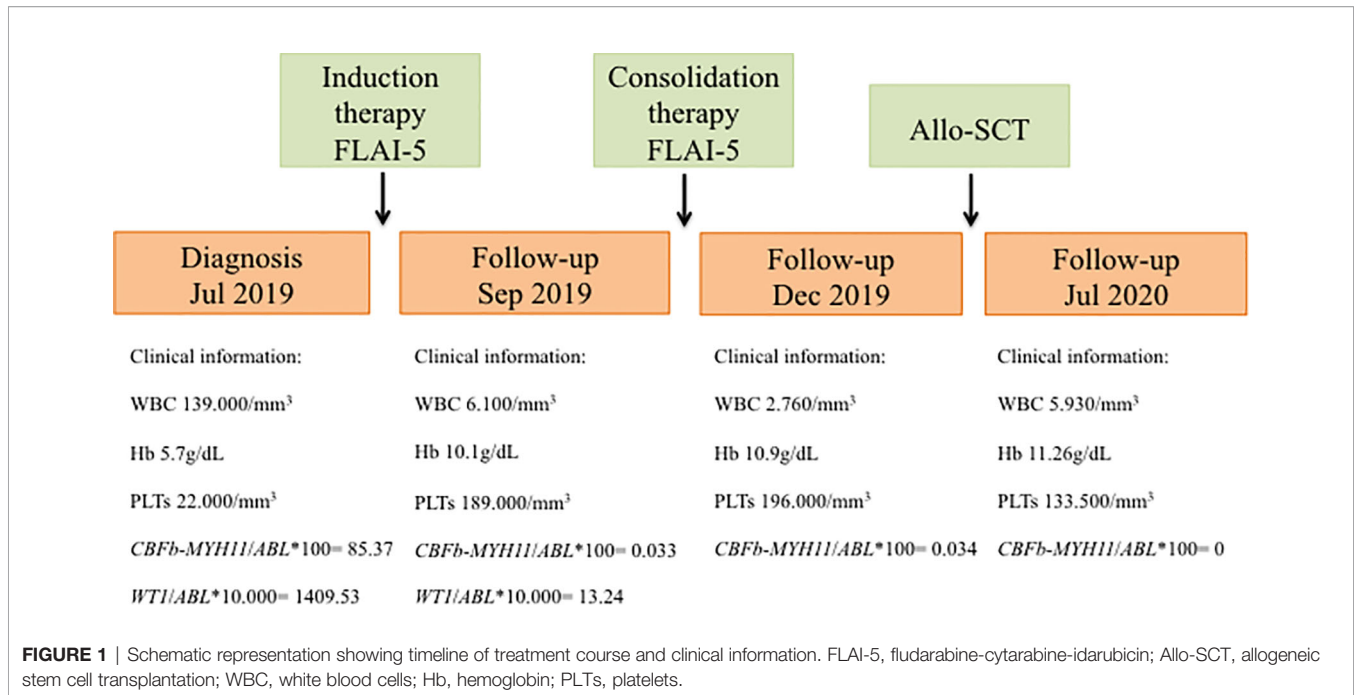 Induction
therapy
FLAI-5
Consolidation
therapy
FLAI-5
Allo-SCT
Diagnosis
Jul 2019
Follow-up
Sep 2019
Follow-up
Dec 2019
Follow-up
Jul 2020
Clinical information:
WBC 139.000/mm³
Hb 5.7g/dL
PLTs 22.000/mm³
CBFb-MYH11/ABL*100= 85.37
WT1/ABL*10.000= 1409.53
Clinical information:
WBC 6.100/mm³
Hb 10.1g/dL
PLTs 189.000/mm³
CBFb-MYH11/ABL*100= 0.033
WT1/ABL*10.000= 13.24
Clinical information:
WBC 2.760/mm³
Hb 10.9g/dL
PLTs 196.000/mm³
CBFb-MYH11/ABL*100= 0.034
Clinical information:
WBC 5.930/mm³
Hb 11.26g/dL
PLTs 133.500/mm³
CBFb-MYH11/ABL*100= 0
FIGURE 1 | Schematic representation showing timeline of treatment course and clinical information. FLAI-5, fludarabine-cytarabine-idarubicin; Allo-SCT, allogeneic
stem cell transplantation; WBC, white blood cells; Hb, hemoglobin; PLTs, platelets.